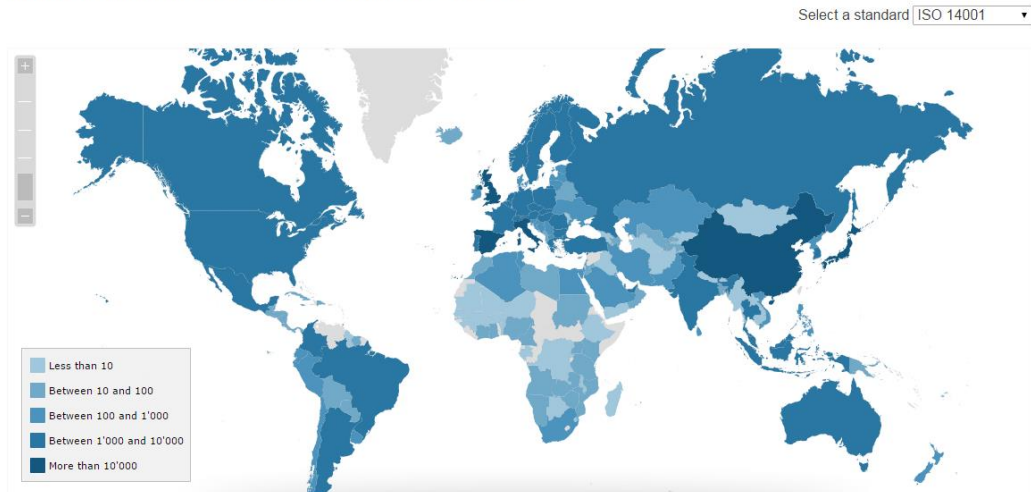 Select a standard ISO 14001
Less than 10
Between 10 and 100
Between 100 and 1'000
Between 1'000 and 10'000
More than 10'000